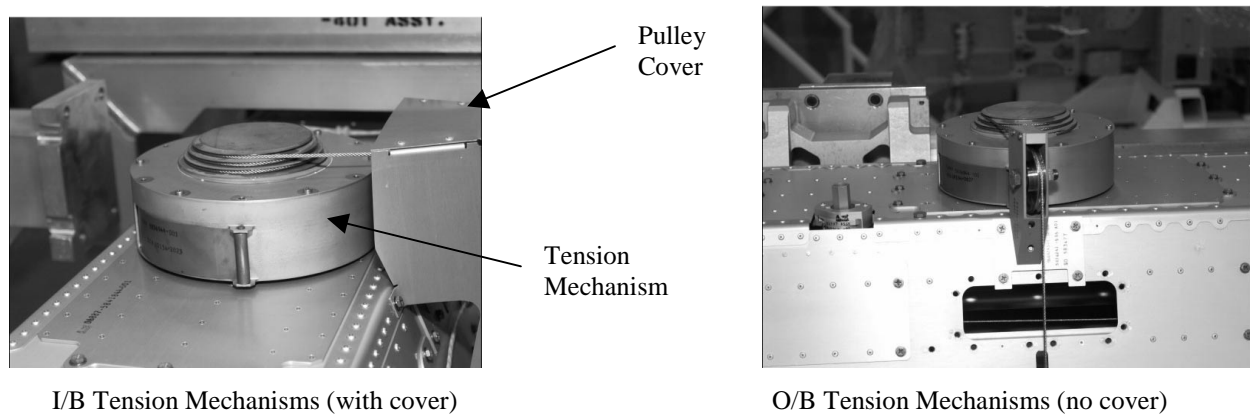 -401 ASSY.
Pulley
Cover
Tension
Mechanism
I/B Tension Mechanisms (with cover)
O/B Tension Mechanisms (no cover)